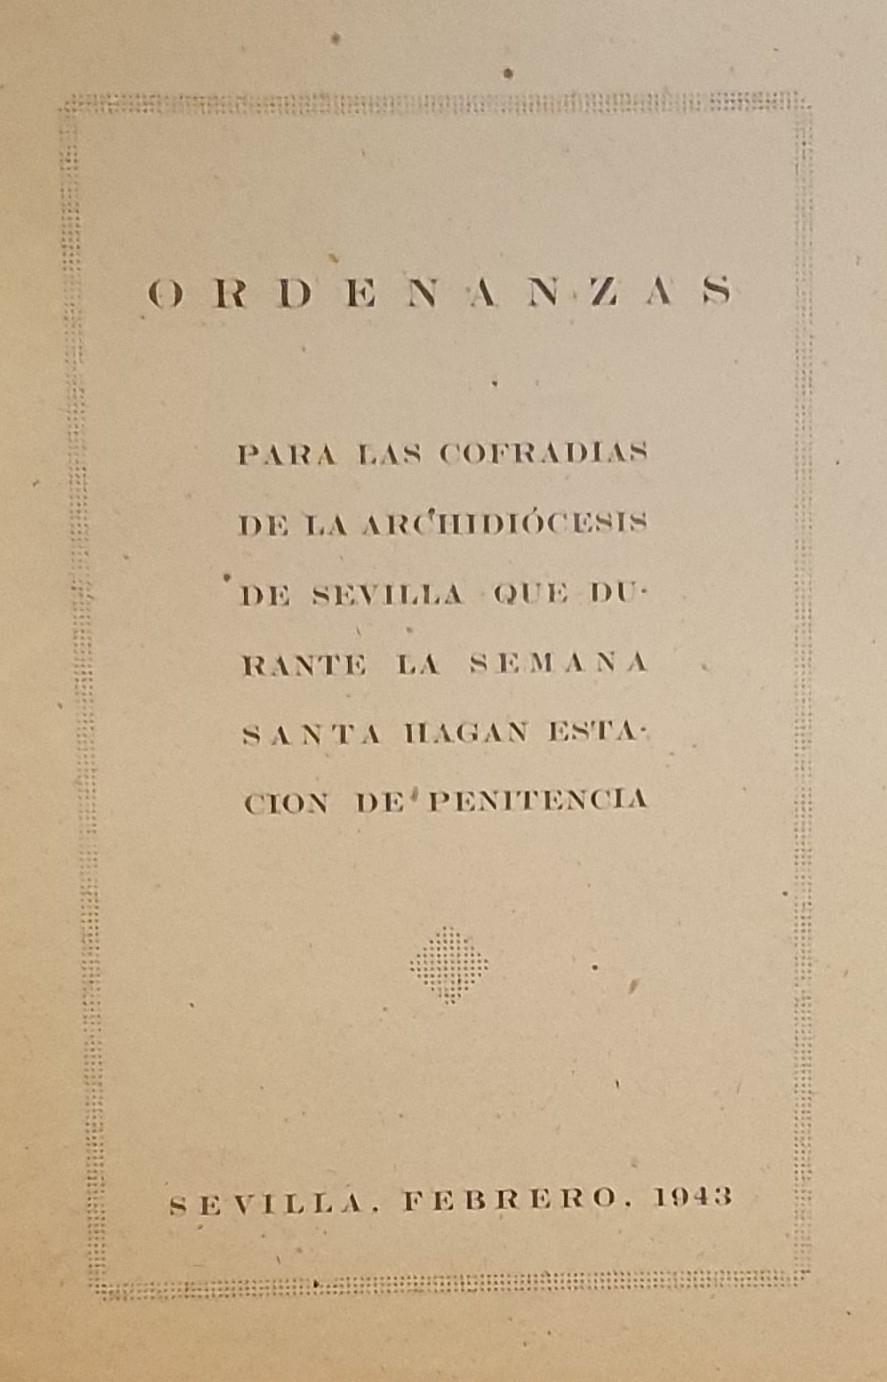 ORDENANZAS
PARA LAS COFRADIAS
DE LA ARCHIDIÓCESIS
DE SEVILLA QUE DU-
RANTE LA SEMANA
SANTA HAGAN ESTA-
CION DE PENITENCIA
SEVILLA. FEBRERO. 1943